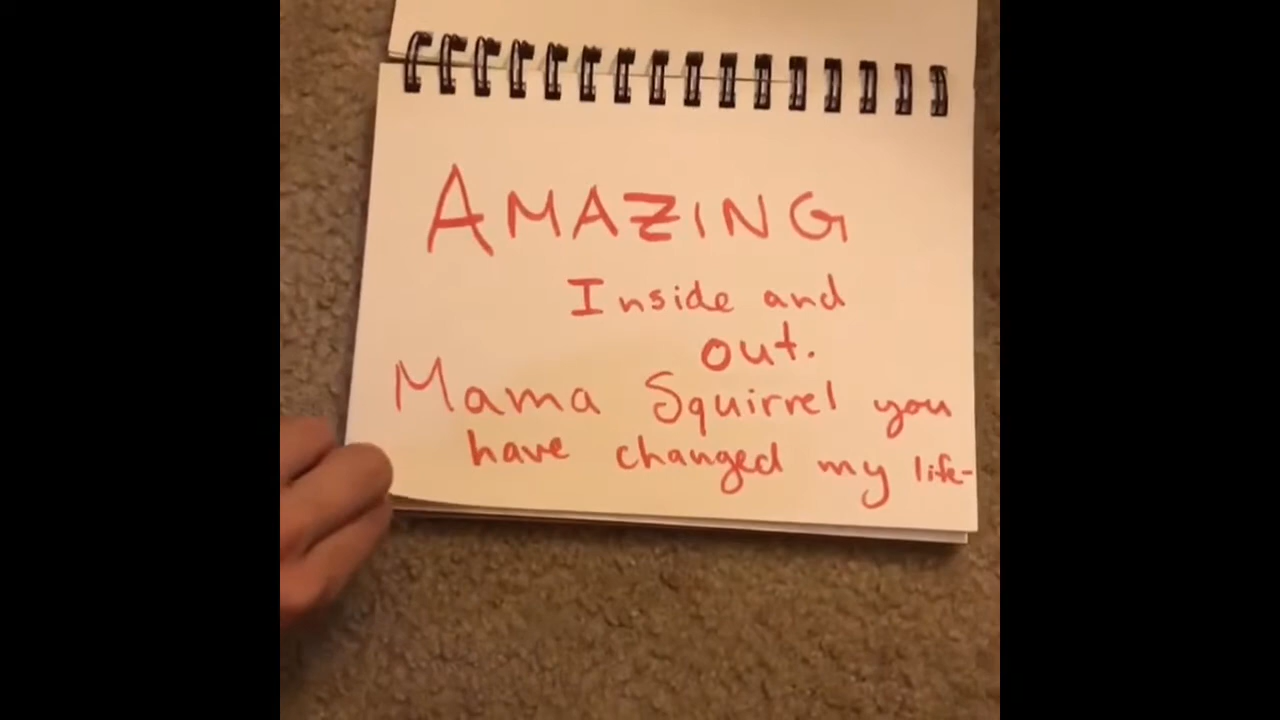 AMAZING
Inside and
out.
Mama Squirrel you
have changed my life-